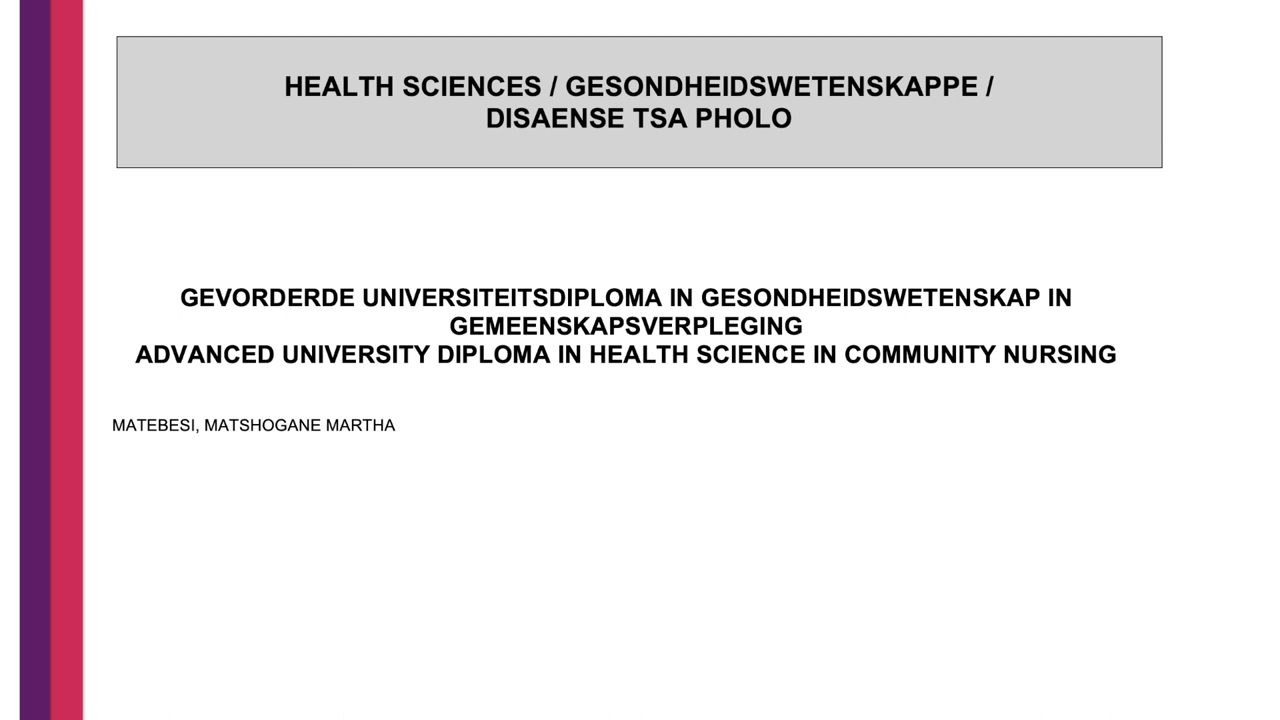 HEALTH SCIENCES / GESONDHEIDSWETENSKAPPE /
DISAENSE TSA PHOLO
GEVORDERDE UNIVERSITEITSDIPLOMA IN GESONDHEIDSWETENSKAP IN
GEMEENSKAPSVERPLEGING
ADVANCED UNIVERSITY DIPLOMA IN HEALTH SCIENCE IN COMMUNITY NURSING
MATEBESI, MATSHOGANE MARTHA